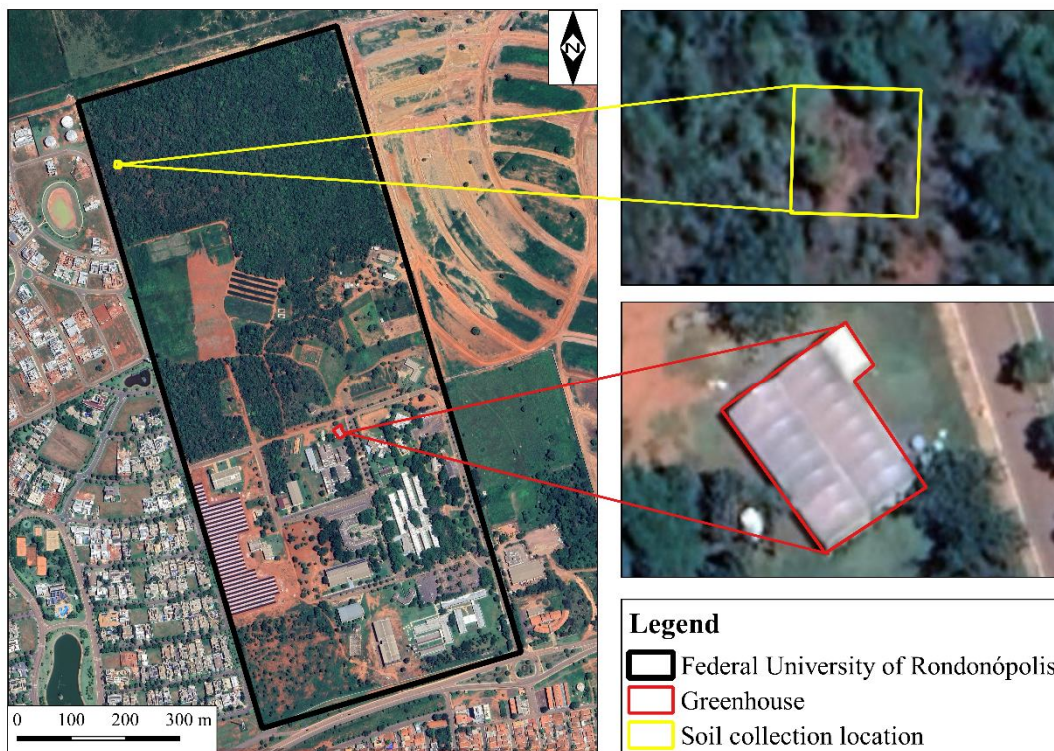 N
0 100 200 300 m
Legend
Federal University of Rondonópolis
Greenhouse
Soil collection location